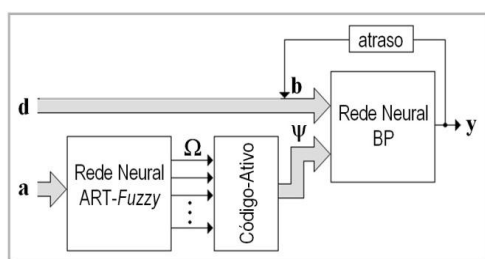 atraso
d
b
Rede Neural
BP
y
ψ
a
Rede Neural
ART-Fuzzy
Ω
Código-Ativo